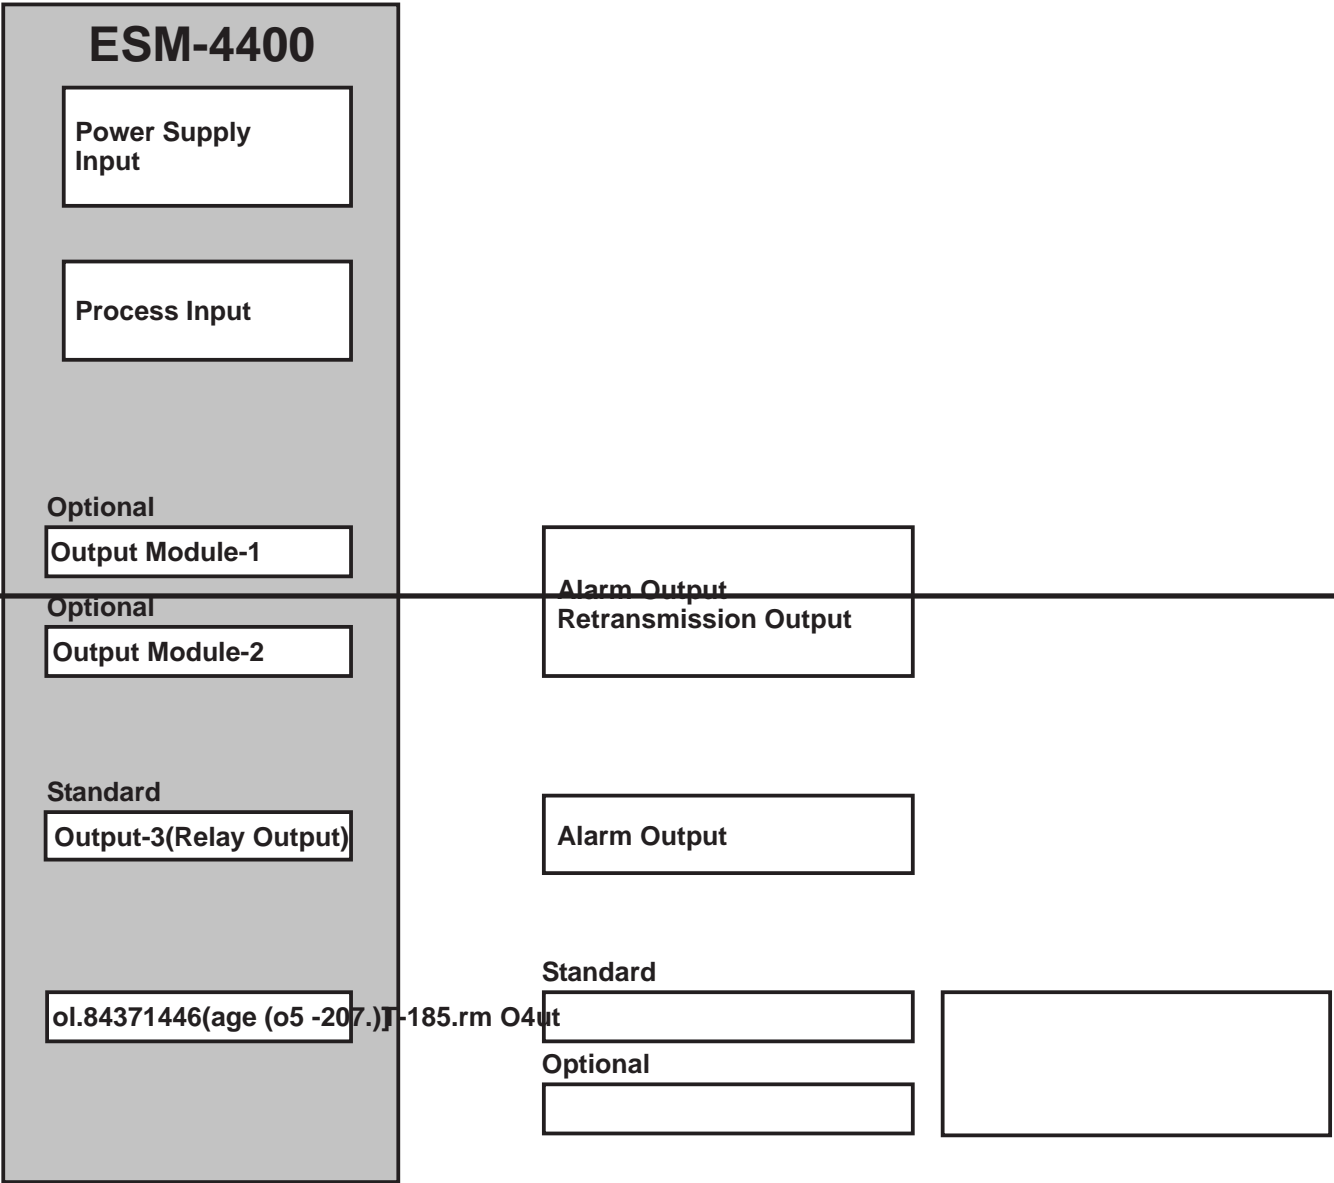 ESM-4400
Power Supply
Input
Process Input
Optional
Output Module-1
Alarm Output
Retransmission Output
Optional
Output Module-2
Standard
Output-3(Relay Output)
Alarm Output
Standard
ol.84371446(age (o5 -207.)]T-185.rm O4ut
Optional